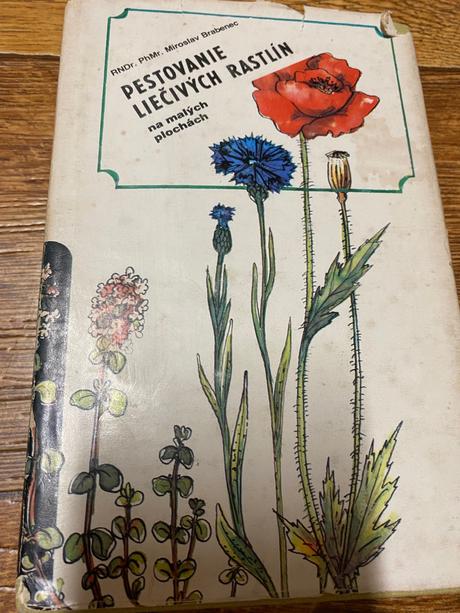 RNDr. PhMr. Miroslav Brabenec
PESTOVANIE
LIEČIVÝCH RASTLÍN
na malých
plochách